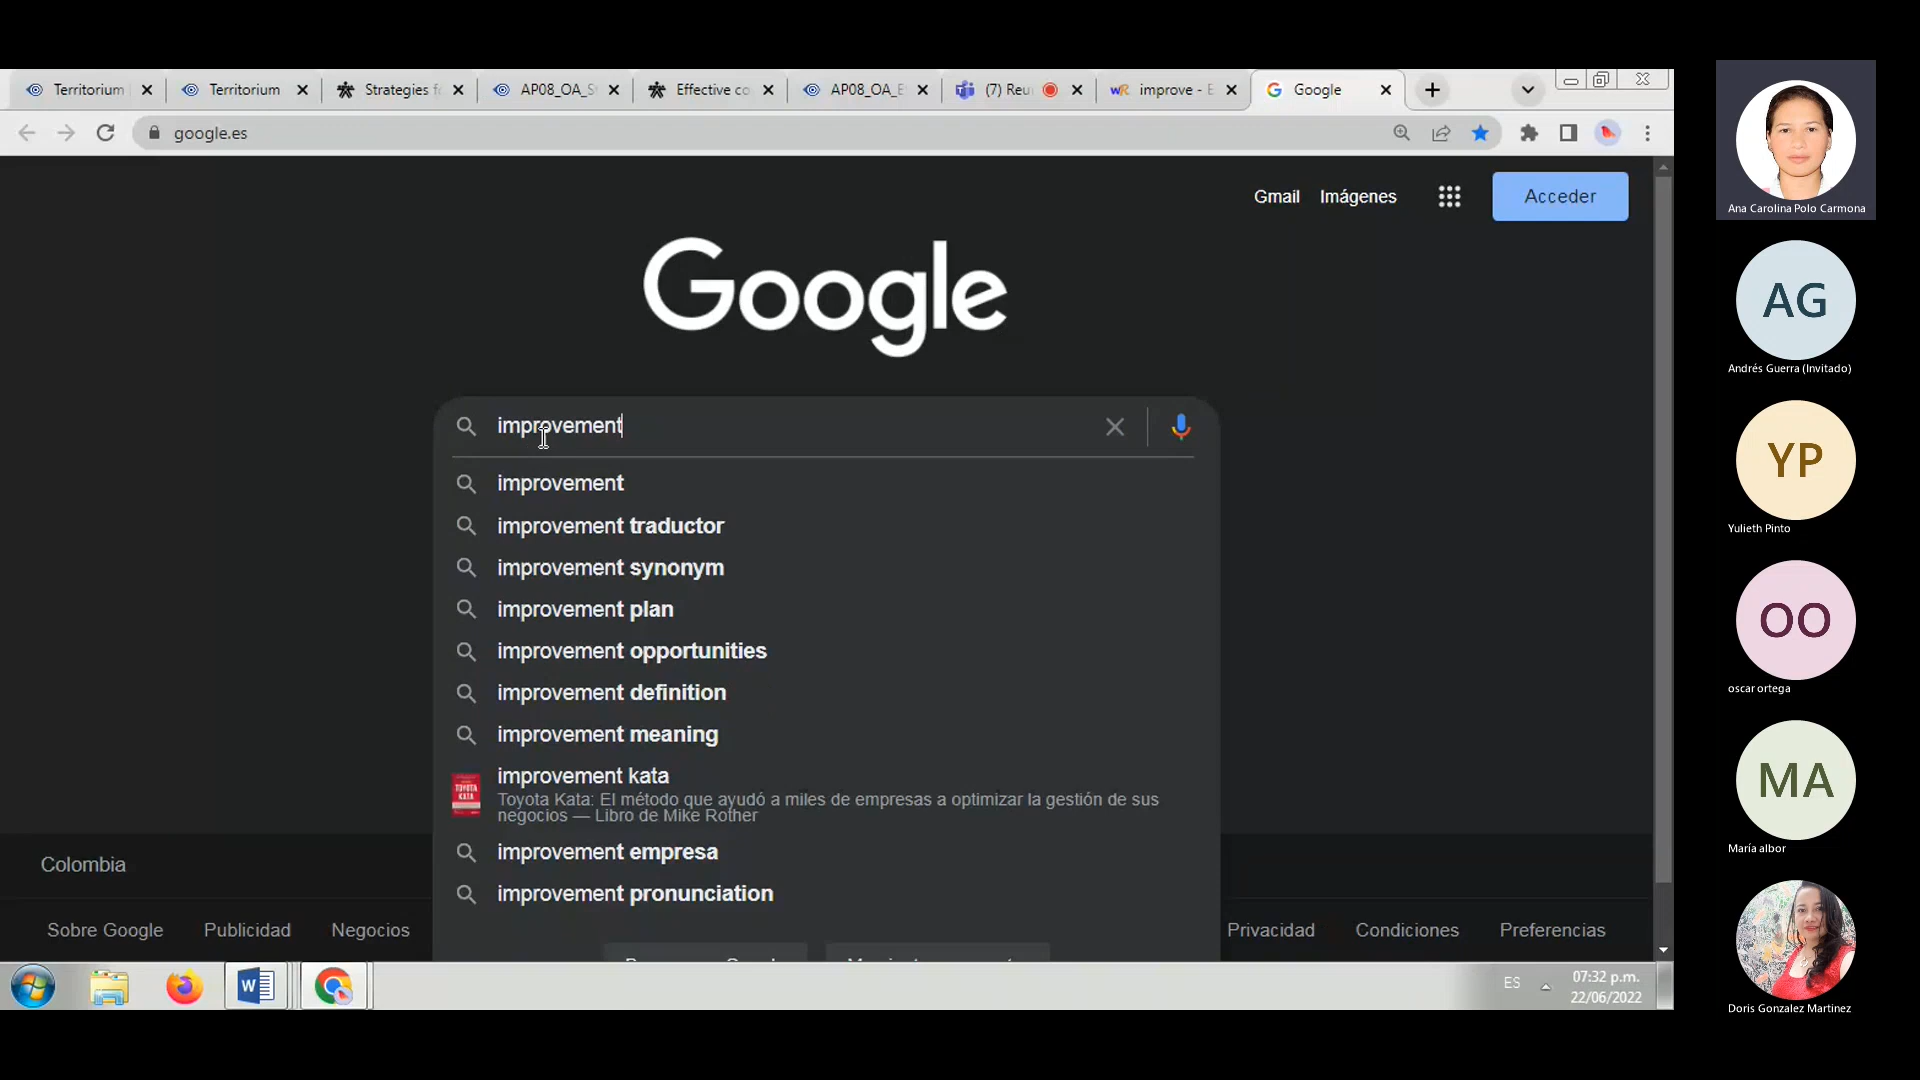 Territorium
Territorium
Strategies f
AP08_OA_S
Effective co
AP08_OA_E
(7) Reu
wR improve - E
Google
google.es
Gmail
Imágenes
Acceder
Google
improvement
improvement
improvement traductor
improvement synonym
improvement plan
improvement opportunities
improvement definition
improvement meaning
TOYOTA KATA
improvement kata
Toyota Kata: El método que ayudó a miles de empresas a optimizar la gestión de sus
negocios — Libro de Mike Rother
improvement empresa
improvement pronunciation
Colombia
Sobre Google
Publicidad
Negocios
Privacidad
Condiciones
Preferencias
W
ES
07:32 p.m.
22/06/2022
Ana Carolina Polo Carmona
AG
Andrés Guerra (Invitado)
YP
Yulieth Pinto
OO
oscar ortega
MA
María albor
Doris Gonzalez Martinez